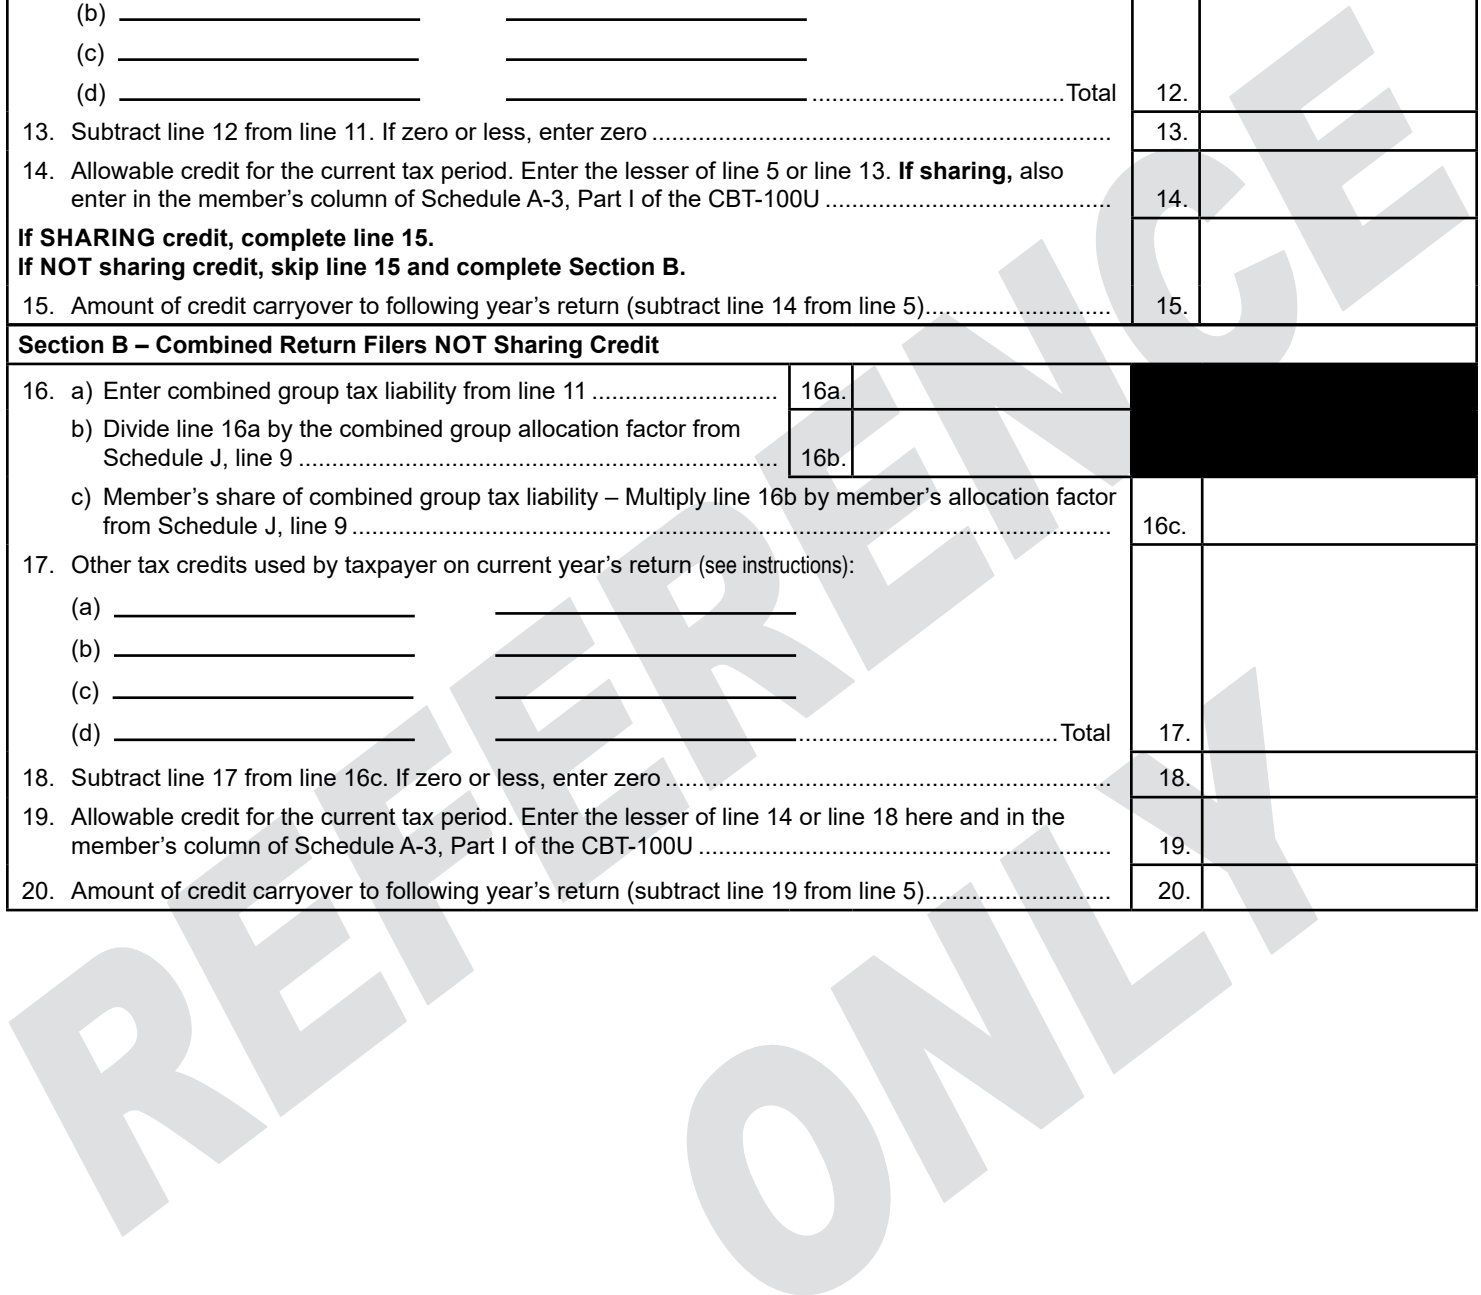 (b)
(c)
(d) ....................................Total 12.
13. Subtract line 12 from line 11. If zero or less, enter zero .................................................................. 13.
14. Allowable credit for the current tax period. Enter the lesser of line 5 or line 13. If sharing, also
enter in the member’s column of Schedule A-3, Part I of the CBT-100U ......................................... 14.
If SHARING credit, complete line 15.
If NOT sharing credit, skip line 15 and complete Section B.
15. Amount of credit carryover to following year’s return (subtract line 14 from line 5)........................... 15.
Section B – Combined Return Filers NOT Sharing Credit
16. a) Enter combined group tax liability from line 11 ........................... 16a.
b) Divide line 16a by the combined group allocation factor from
Schedule J, line 9 .................................................................... 16b.
c) Member’s share of combined group tax liability – Multiply line 16b by member’s allocation factor
from Schedule J, line 9 ............................................................................................................. 16c.
17. Other tax credits used by taxpayer on current year’s return (see instructions):
(a)
(b)
(c)
(d) .....................................Total 17.
18. Subtract line 17 from line 16c. If zero or less, enter zero ................................................................ 18.
19. Allowable credit for the current tax period. Enter the lesser of line 14 or line 18 here and in the
member’s column of Schedule A-3, Part I of the CBT-100U ........................................................... 19.
20. Amount of credit carryover to following year’s return (subtract line 19 from line 5)........................... 20.
REFERENCE
ONLY